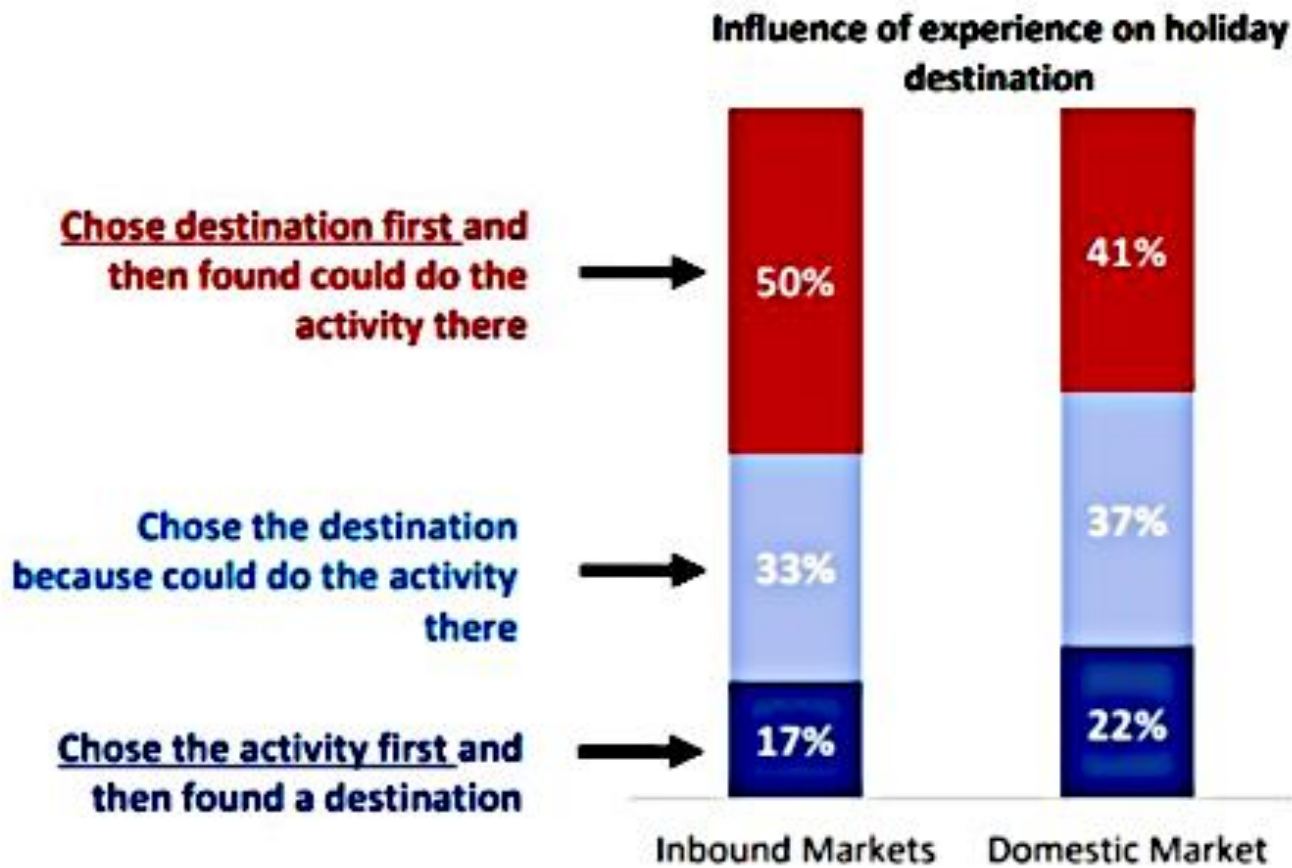 Influence of experience on holiday
destination
Chose destination first and
then found could do the
activity there
50%
41%
Chose the destination
because could do the activity
there
33%
37%
Chose the activity first and
then found a destination
17%
22%
Inbound Markets
Domestic Market